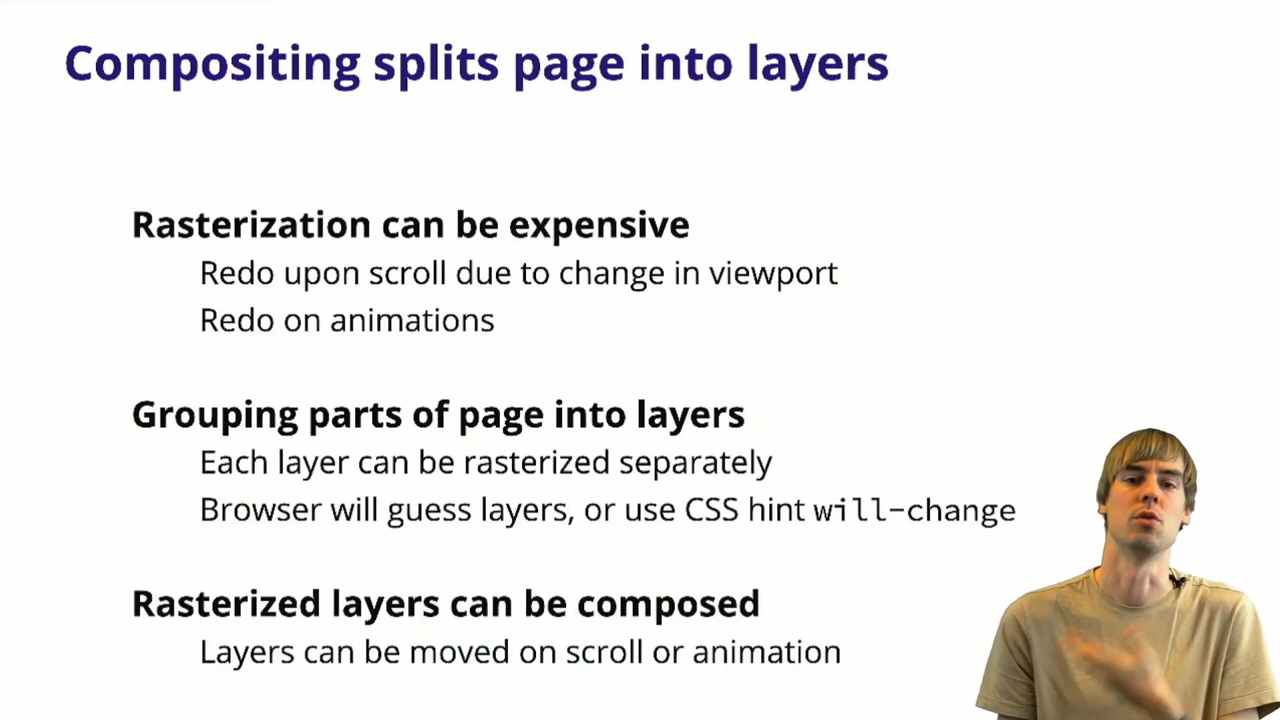 Compositing splits page into layers
Rasterization can be expensive
Redo upon scroll due to change in viewport
Redo on animations
Grouping parts of page into layers
Each layer can be rasterized separately
Browser will guess layers, or use CSS hint will-change
Rasterized layers can be composed
Layers can be moved on scroll or animation